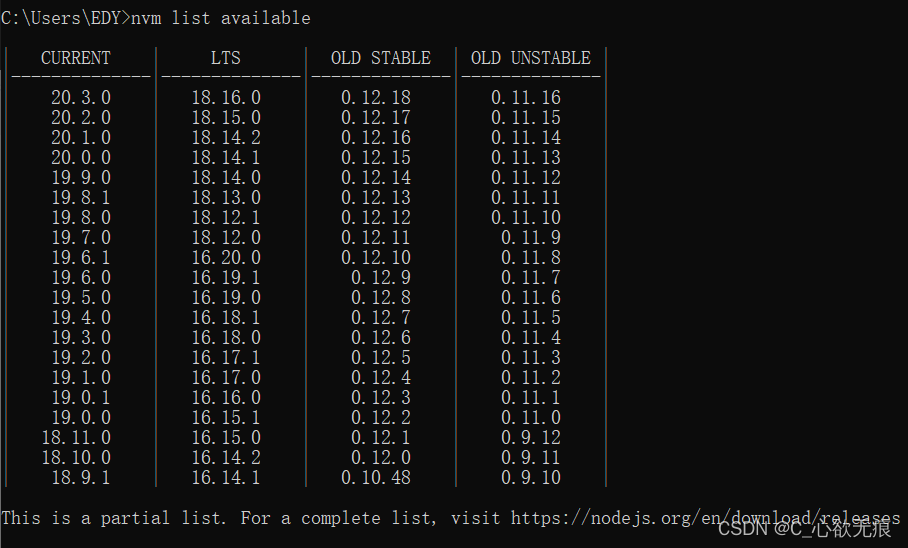 C:\Users\EDY>nvm list available
| CURRENT | LTS | OLD STABLE | OLD UNSTABLE |
|--------------|--------------|--------------|--------------|
| 20.3.0 | 18.16.0 | 0.12.18 | 0.11.16 |
| 20.2.0 | 18.15.0 | 0.12.17 | 0.11.15 |
| 20.1.0 | 18.14.2 | 0.12.16 | 0.11.14 |
| 20.0.0 | 18.14.1 | 0.12.15 | 0.11.13 |
| 19.9.0 | 18.14.0 | 0.12.14 | 0.11.12 |
| 19.8.1 | 18.13.0 | 0.12.13 | 0.11.11 |
| 19.8.0 | 18.12.1 | 0.12.12 | 0.11.10 |
| 19.7.0 | 18.12.0 | 0.12.11 | 0.11.9 |
| 19.6.1 | 16.20.0 | 0.12.10 | 0.11.8 |
| 19.6.0 | 16.19.1 | 0.12.9 | 0.11.7 |
| 19.5.0 | 16.19.0 | 0.12.8 | 0.11.6 |
| 19.4.0 | 16.18.1 | 0.12.7 | 0.11.5 |
| 19.3.0 | 16.18.0 | 0.12.6 | 0.11.4 |
| 19.2.0 | 16.17.1 | 0.12.5 | 0.11.3 |
| 19.1.0 | 16.17.0 | 0.12.4 | 0.11.2 |
| 19.0.1 | 16.16.0 | 0.12.3 | 0.11.1 |
| 19.0.0 | 16.15.1 | 0.12.2 | 0.11.0 |
| 18.11.0 | 16.15.0 | 0.12.1 | 0.9.12 |
| 18.10.0 | 16.14.2 | 0.12.0 | 0.9.11 |
| 18.9.1 | 16.14.1 | 0.10.48 | 0.9.10 |
This is a partial list. For a complete list, visit https://nodejs.org/en/download/releases
CSDN @C_心欲无痕